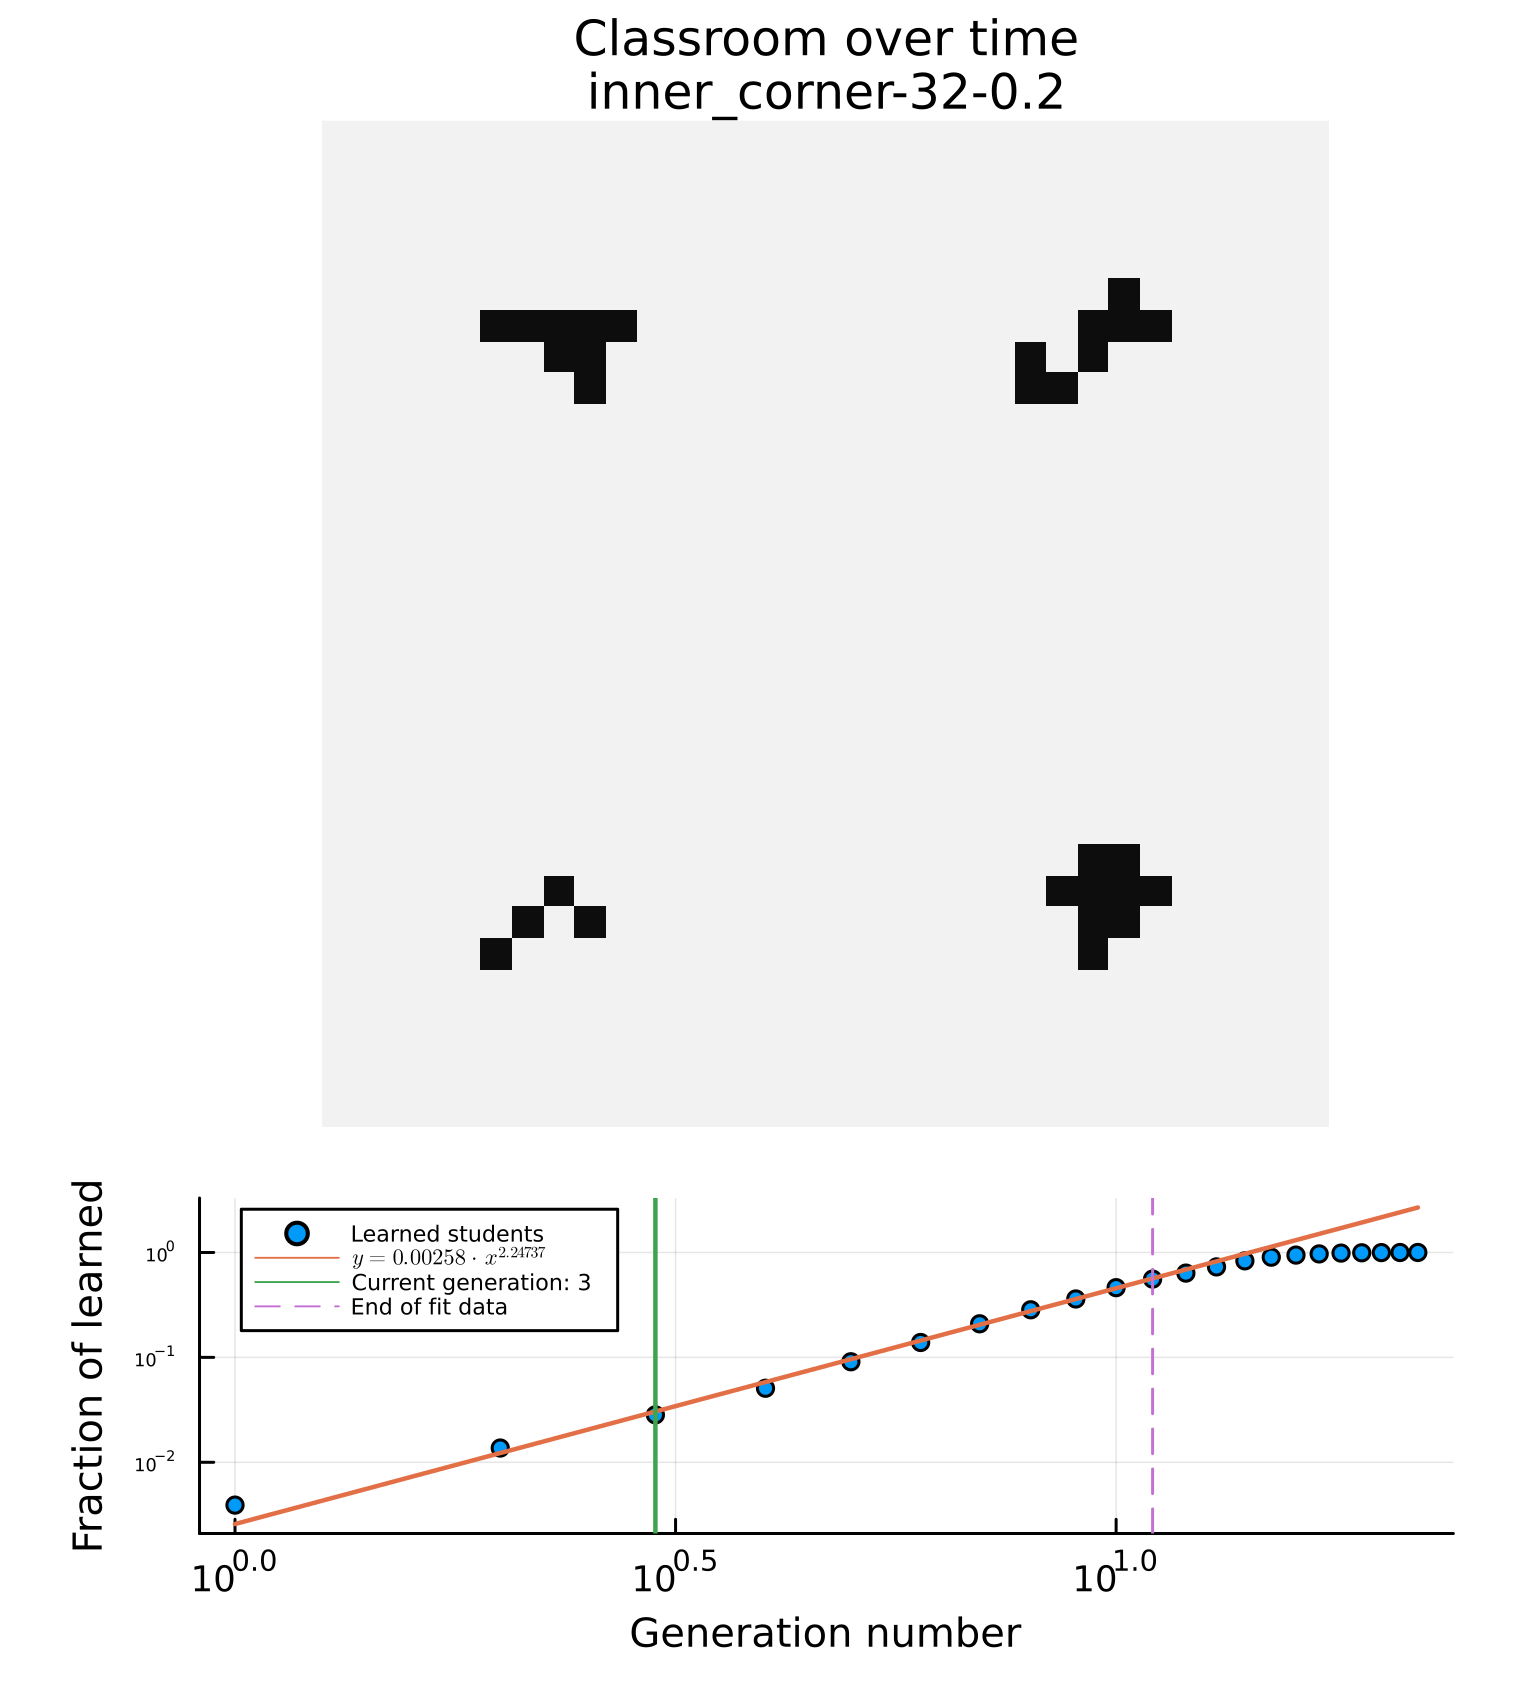 Classroom over time
inner_corner-32-0.2
Fraction of learned
10^0
10^-1
10^-2
Learned students
y = 0.00258 · x^2.24737
Current generation: 3
End of fit data
10^0.0
10^0.5
10^1.0
Generation number